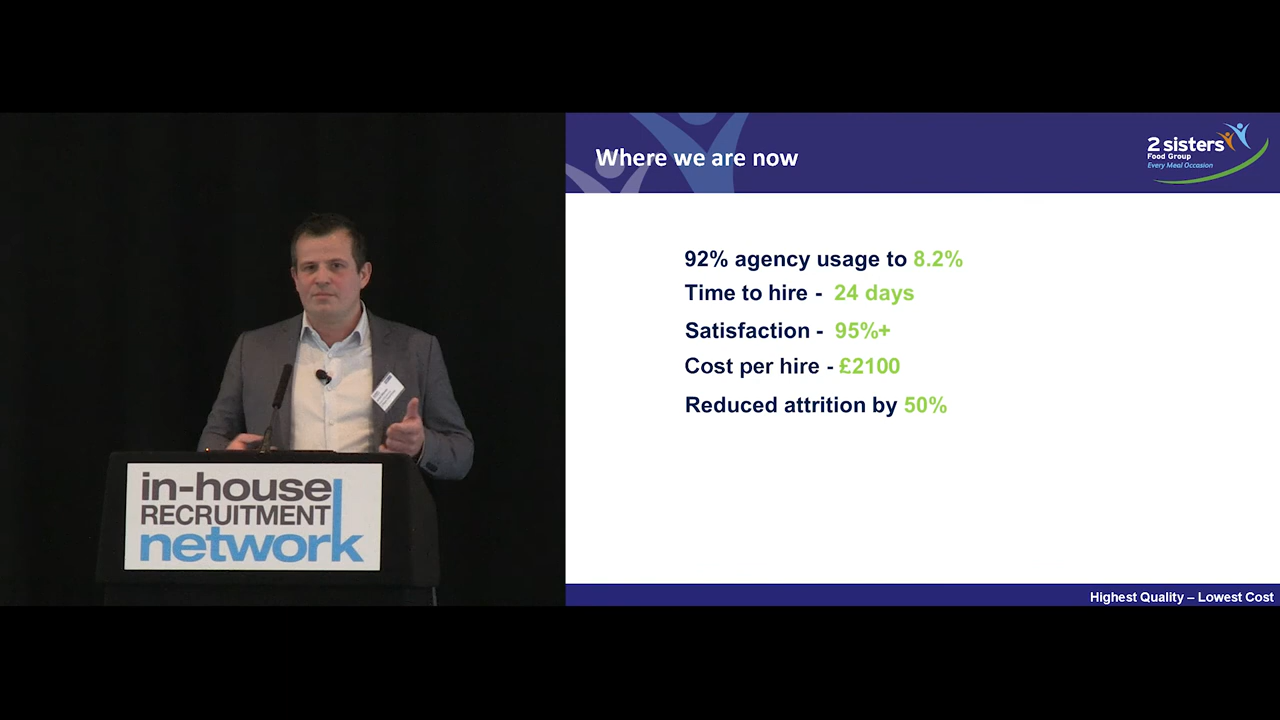 Where we are now
2 sisters
Food Group
Every Meal Occasion
92% agency usage to 8.2%
Time to hire - 24 days
Satisfaction - 95%+
Cost per hire - £2100
Reduced attrition by 50%
in-house
RECRUITMENT
network
Highest Quality – Lowest Cost